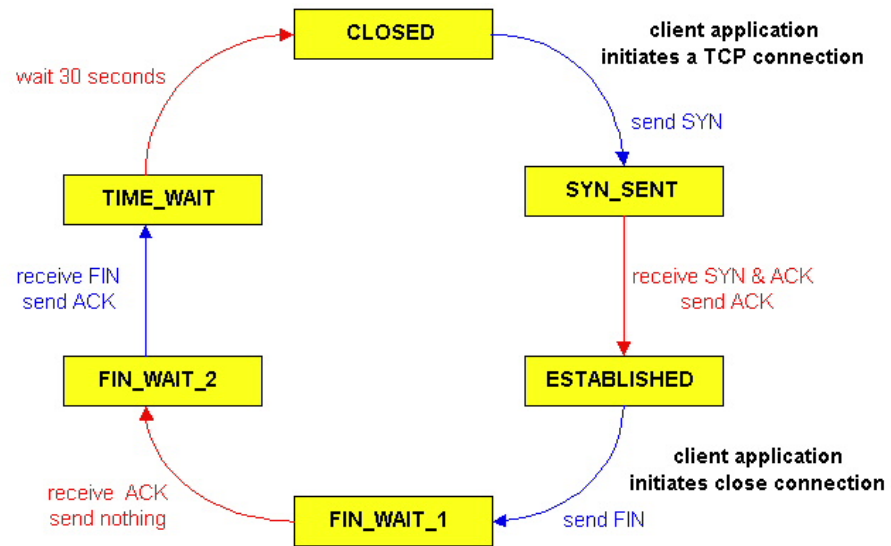 CLOSED
client application
initiates a TCP connection
wait 30 seconds
send SYN
TIME_WAIT
SYN_SENT
receive FIN
send ACK
receive SYN & ACK
send ACK
FIN_WAIT_2
ESTABLISHED
client application
initiates close connection
receive ACK
send nothing
FIN_WAIT_1
send FIN